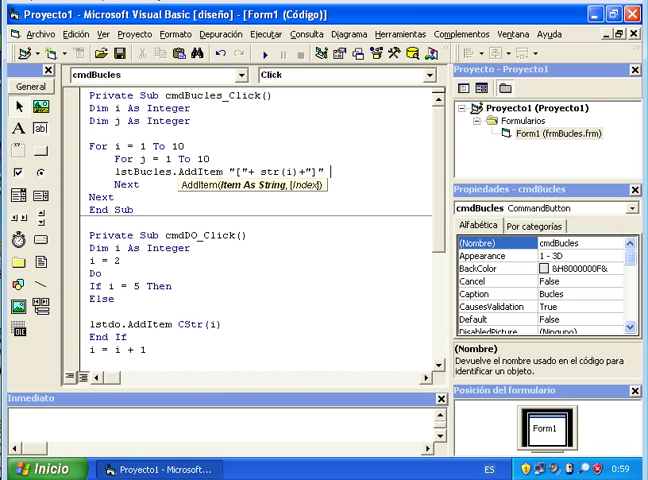 Proyecto1 - Microsoft Visual Basic [diseño] - [Form1 (Código)]
Archivo Edición Ver Proyecto Formato Depuración Ejecutar Consulta Diagrama Herramientas Complementos Ventana Ayuda
General
cmdBucles
Click
Private Sub cmdBucles_Click()
Dim i As Integer
Dim j As Integer
For i = 1 To 10
For j = 1 To 10
lstBucles.AddItem "["+ str(i)+"]"
Next
AddItem(Item As String, [Index])
Next
End Sub
Private Sub cmdDO_Click()
Dim i As Integer
i = 2
Do
If i = 5 Then
Else
lstdo.AddItem CStr(i)
End If
i = i + 1
Proyecto - Proyecto1
Proyecto1 (Proyecto1)
Formularios
Form1 (frmBucles.frm)
Propiedades - cmdBucles
cmdBucles CommandButton
Alfabética Por categorías
(Nombre) cmdBucles
Appearance 1 - 3D
BackColor &H8000000F&
Cancel False
Caption Bucles
CausesValidation True
Default False
DisabledPicture (Ninguno)
(Nombre)
Devuelve el nombre usado en el código para
identificar un objeto.
Posición del formulario
Form1
Inmediato
Inicio
Proyecto1 - Microsoft...
ES
0:59